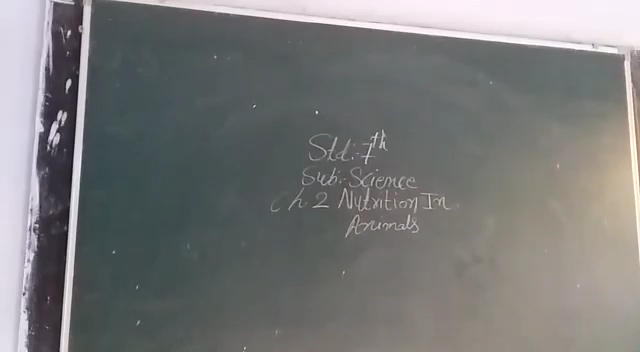 Std:-7th
Sub:-Science
Ch.2 Nutrition In
Animals